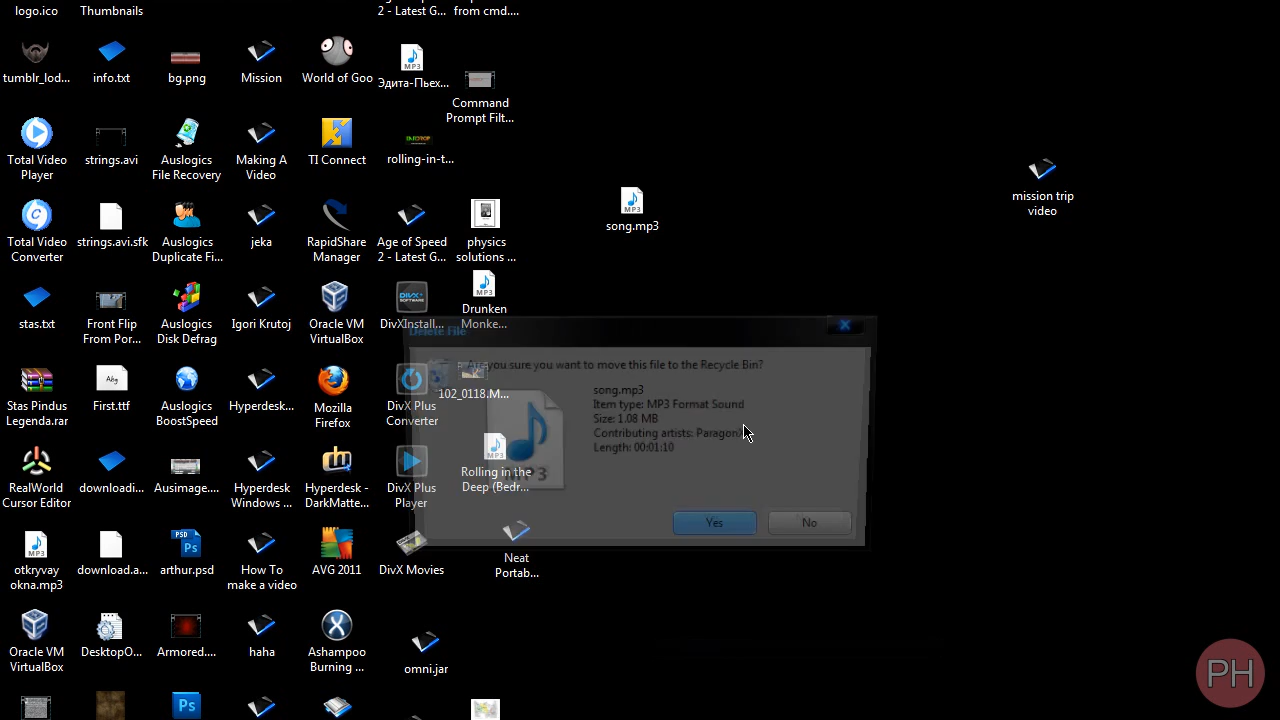 logo.ico
Thumbnails
2 - Latest G...
from cmd....
tumblr_lod...
info.txt
bg.png
Mission
World of Goo
Эдита-Пьех...
Command
Prompt Filt...
Total Video
Player
strings.avi
Auslogics
File Recovery
Making A
Video
TI Connect
rolling-in-t...
mission trip
video
song.mp3
Total Video
Converter
strings.avi.sfk
Auslogics
Duplicate Fi...
jeka
RapidShare
Manager
Age of Speed
2 - Latest G...
physics
solutions ...
stas.txt
Front Flip
From Por...
Auslogics
Disk Defrag
Igori Krutoj
Oracle VM
VirtualBox
DivXInstall...
Drunken
Monke...
Delete File
Are you sure you want to move this file to the Recycle Bin?
song.mp3
Item type: MP3 Format Sound
Size: 1.08 MB
Contributing artists: ParagonX
Length: 00:01:10
Yes
No
Stas Pindus
Legenda.rar
First.ttf
Auslogics
BoostSpeed
Hyperdesk...
Mozilla
Firefox
DivX Plus
Converter
102_0118.M...
RealWorld
Cursor Editor
downloadi...
Ausimage....
Hyperdesk
Windows ...
Hyperdesk -
DarkMatte...
DivX Plus
Player
Rolling in the
Deep (Bedr...
otkryvay
okna.mp3
download.a...
arthur.psd
How To
make a video
AVG 2011
DivX Movies
Neat
Portab...
Oracle VM
VirtualBox
DesktopO...
Armored....
haha
Ashampoo
Burning ...
omni.jar
PH